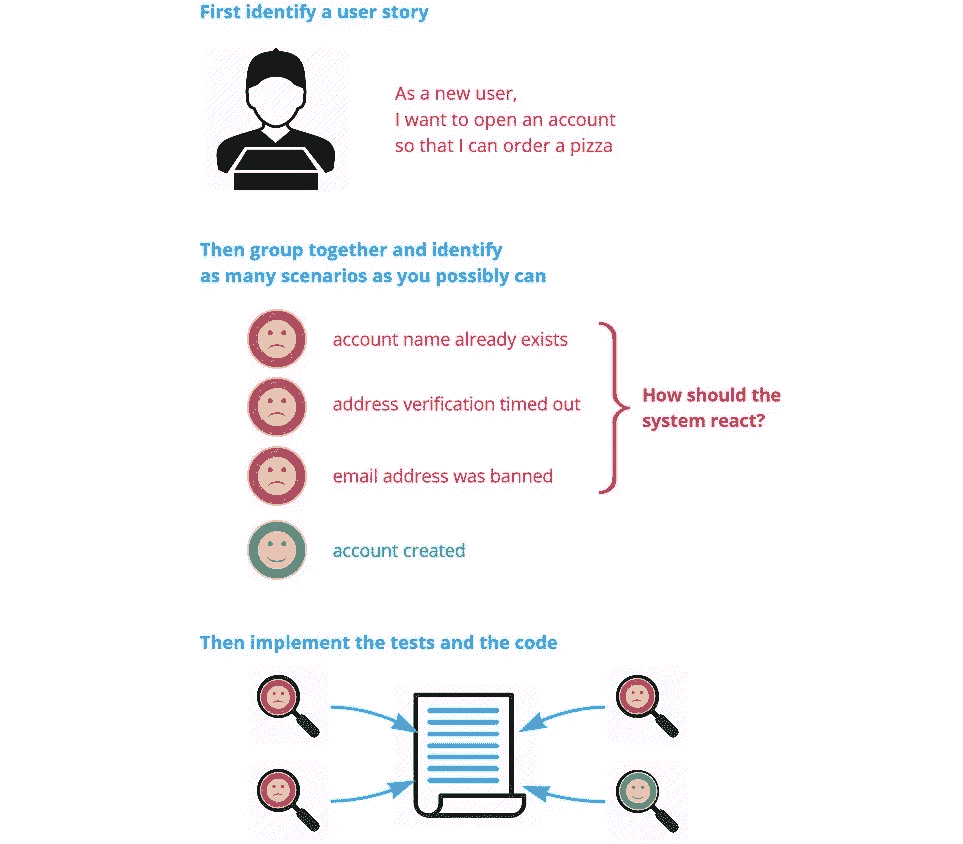 First identify a user story
As a new user,
I want to open an account
so that I can order a pizza
Then group together and identify
as many scenarios as you possibly can
account name already exists
address verification timed out
email address was banned
How should the
system react?
account created
Then implement the tests and the code